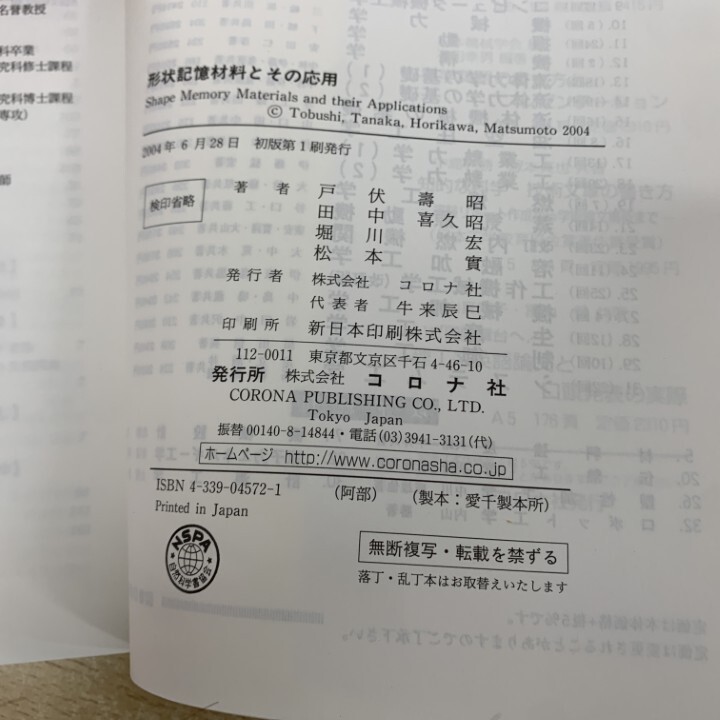 名誉教授
科卒業
究科修士課程
究科博士課程
専攻)
師
形状記憶材料とその応用
Shape Memory Materials and their Applications
© Tobushi, Tanaka, Horikawa, Matsumoto 2004
2004年6月28日 初版第1刷発行
検印省略
著者 戸伏壽昭
田中喜久昭
堀川宏
松本實
発行者 株式会社 コロナ社
代表者 牛来辰巳
印刷所 新日本印刷株式会社
112-0011 東京都文京区千石4-46-10
発行所 株式会社 コロナ社
CORONA PUBLISHING CO., LTD.
Tokyo Japan
振替 00140-8-14844・電話(03)3941-3131(代)
ホームページ http://www.coronasha.co.jp
ISBN 4-339-04572-1 (阿部) (製本:愛千製本所)
Printed in Japan
NSPA
自然科学書協会
無断複写・転載を禁ずる
落丁・乱丁本はお取替えいたします